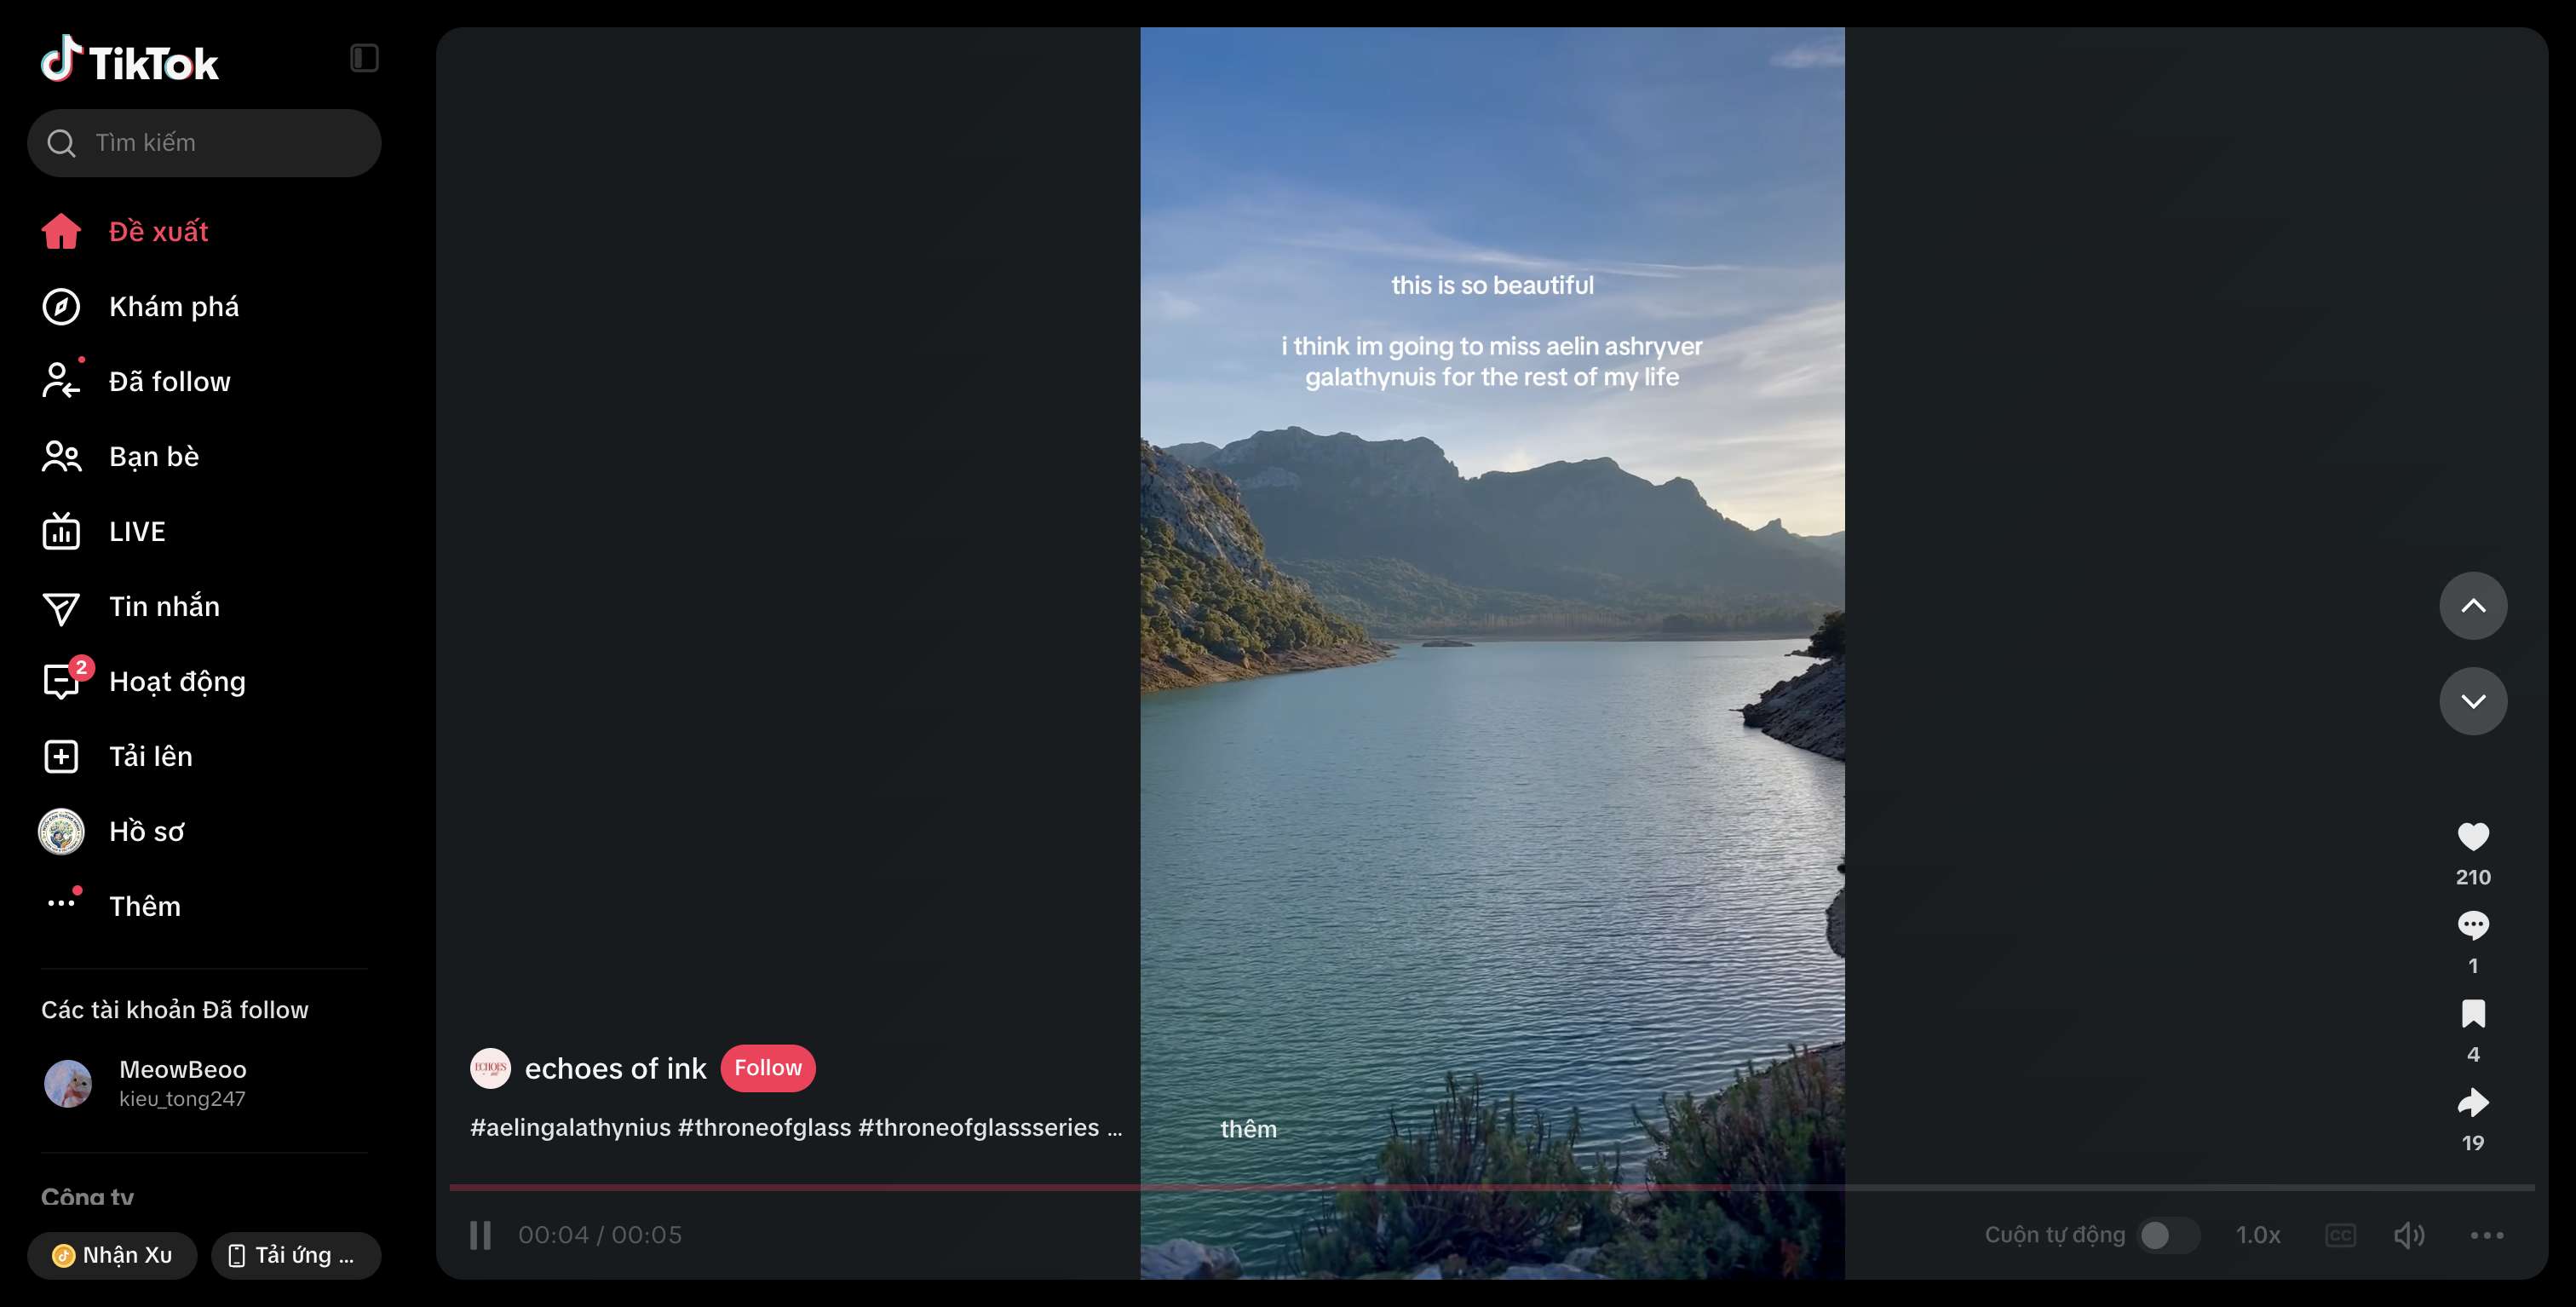 TikTok
Tìm kiếm
Đề xuất
Khám phá
Đã follow
Bạn bè
LIVE
Tin nhắn
2
Hoạt động
Tải lên
Hồ sơ
Thêm
Các tài khoản Đã follow
MeowBeoo
kieu_tong247
Công ty
Nhận Xu
Tải ứng ...
this is so beautiful
i think im going to miss aelin ashryver
galathynuis for the rest of my life
210
1
4
19
ECHOES
echoes of ink
Follow
#aelingalathynius #throneofglass #throneofglassseries ...
thêm
00:04 / 00:05
Cuộn tự động
1.0x
CC